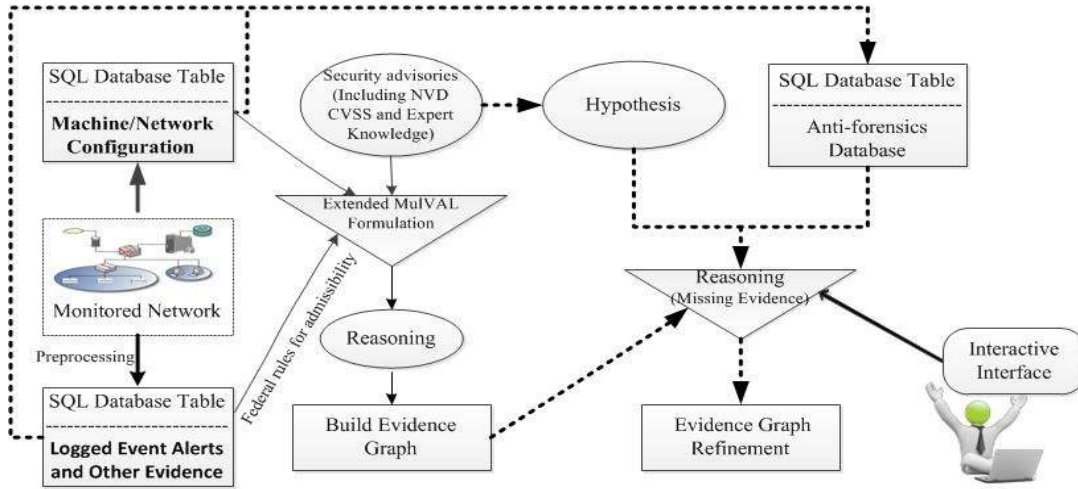 SQL Database Table
Machine/Network
Configuration
Security advisories
(Including NVD
CVSS and Expert
Knowledge)
Hypothesis
SQL Database Table
Anti-forensics
Database
Extended MulVAL
Formulation
Monitored Network
Federal rules for admissibility
Reasoning
Reasoning
(Missing Evidence)
Preprocessing
Interactive
Interface
SQL Database Table
Logged Event Alerts
and Other Evidence
Build Evidence
Graph
Evidence Graph
Refinement